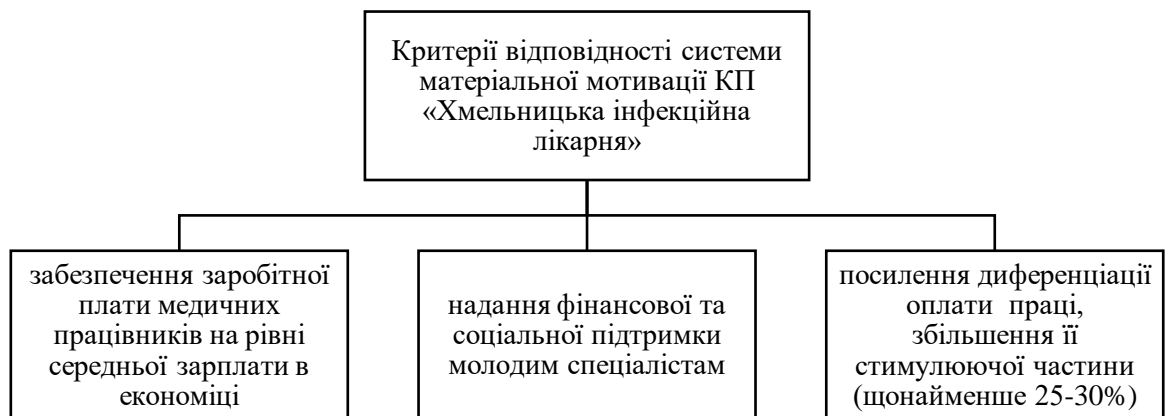 Критерії відповідності системи
матеріальної мотивації КП
«Хмельницька інфекційна
лікарня»
забезпечення заробітної
плати медичних
працівників на рівні
середньої зарплати в
економіці
надання фінансової та
соціальної підтримки
молодим спеціалістам
посилення диференціації
оплати праці,
збільшення її
стимулюючої частини
(щонайменше 25-30%)